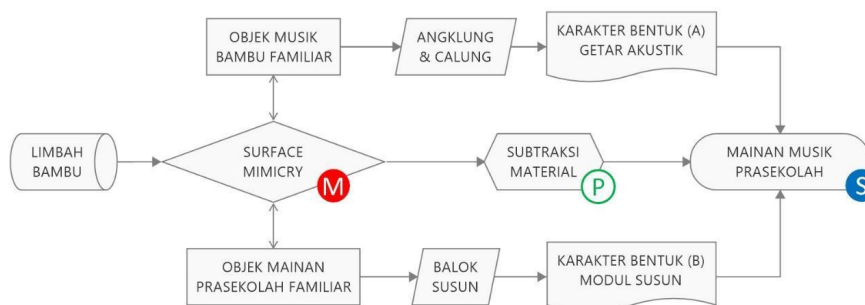 OBJEK MUSIK
BAMBU FAMILIAR
ANGKLUNG
& CALUNG
KARAKTER BENTUK (A)
GETAR AKUSTIK
LIMBAH
BAMBU
SURFACE
MIMICRY
M
SUBTRAKSI
MATERIAL
P
MAINAN MUSIK
PRASEKOLAH
S
OBJEK MAINAN
PRASEKOLAH FAMILIAR
BALOK
SUSUN
KARAKTER BENTUK (B)
MODUL SUSUN